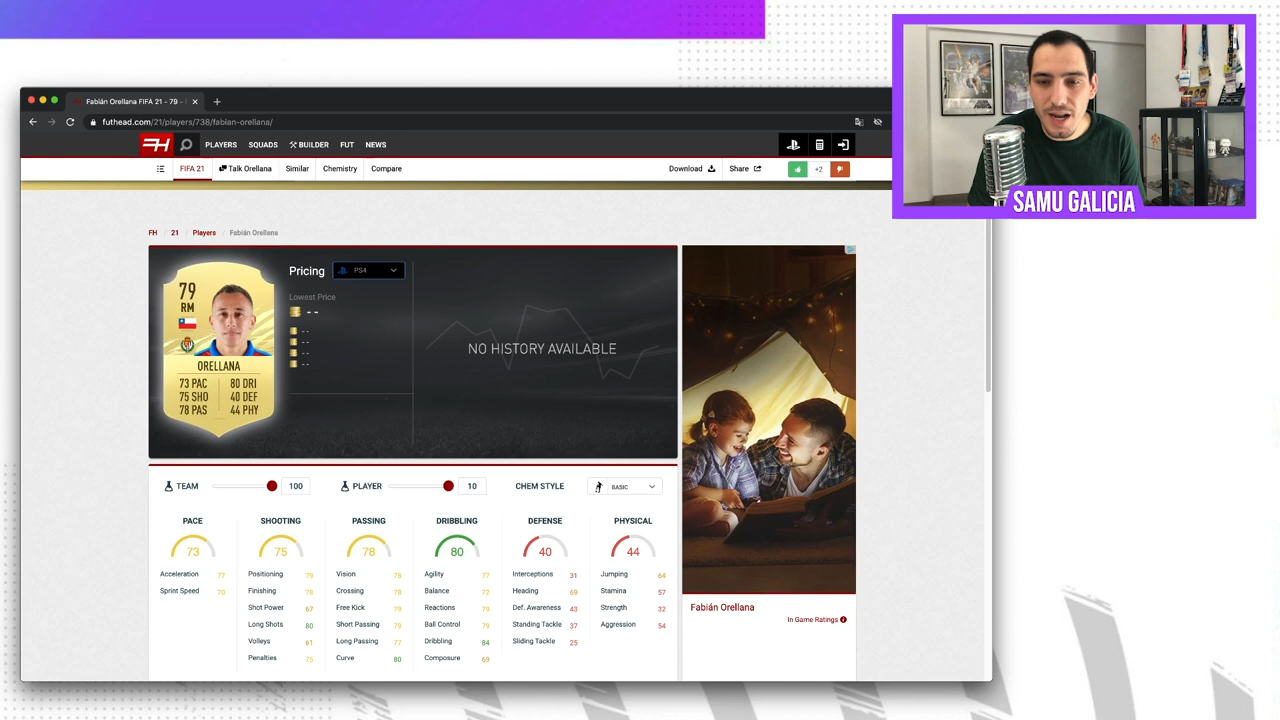 SAMU GALICIA
Fabián Orellana FIFA 21 - 79 -
futhead.com/21/players/738/fabian-orellana/
FH PLAYERS SQUADS BUILDER FUT NEWS
FIFA 21 Talk Orellana Similar Chemistry Compare Download Share +2
FH / 21 / Players / Fabián Orellana
79
RM
ORELLANA
73 PAC 80 DRI
75 SHO 40 DEF
78 PAS 44 PHY
Pricing PS4
Lowest Price
--
--
--
--
--
NO HISTORY AVAILABLE
TEAM 100 PLAYER 10 CHEM STYLE BASIC
PACE
73
Acceleration 77
Sprint Speed 70
SHOOTING
75
Positioning 79
Finishing 78
Shot Power 67
Long Shots 80
Volleys 61
Penalties 75
PASSING
78
Vision 78
Crossing 78
Free Kick 79
Short Passing 79
Long Passing 77
Curve 80
DRIBBLING
80
Agility 77
Balance 72
Reactions 79
Ball Control 79
Dribbling 84
Composure 69
DEFENSE
40
Interceptions 31
Heading 69
Def. Awareness 43
Standing Tackle 37
Sliding Tackle 25
PHYSICAL
44
Jumping 64
Stamina 57
Strength 32
Aggression 54
Fabián Orellana
In Game Ratings